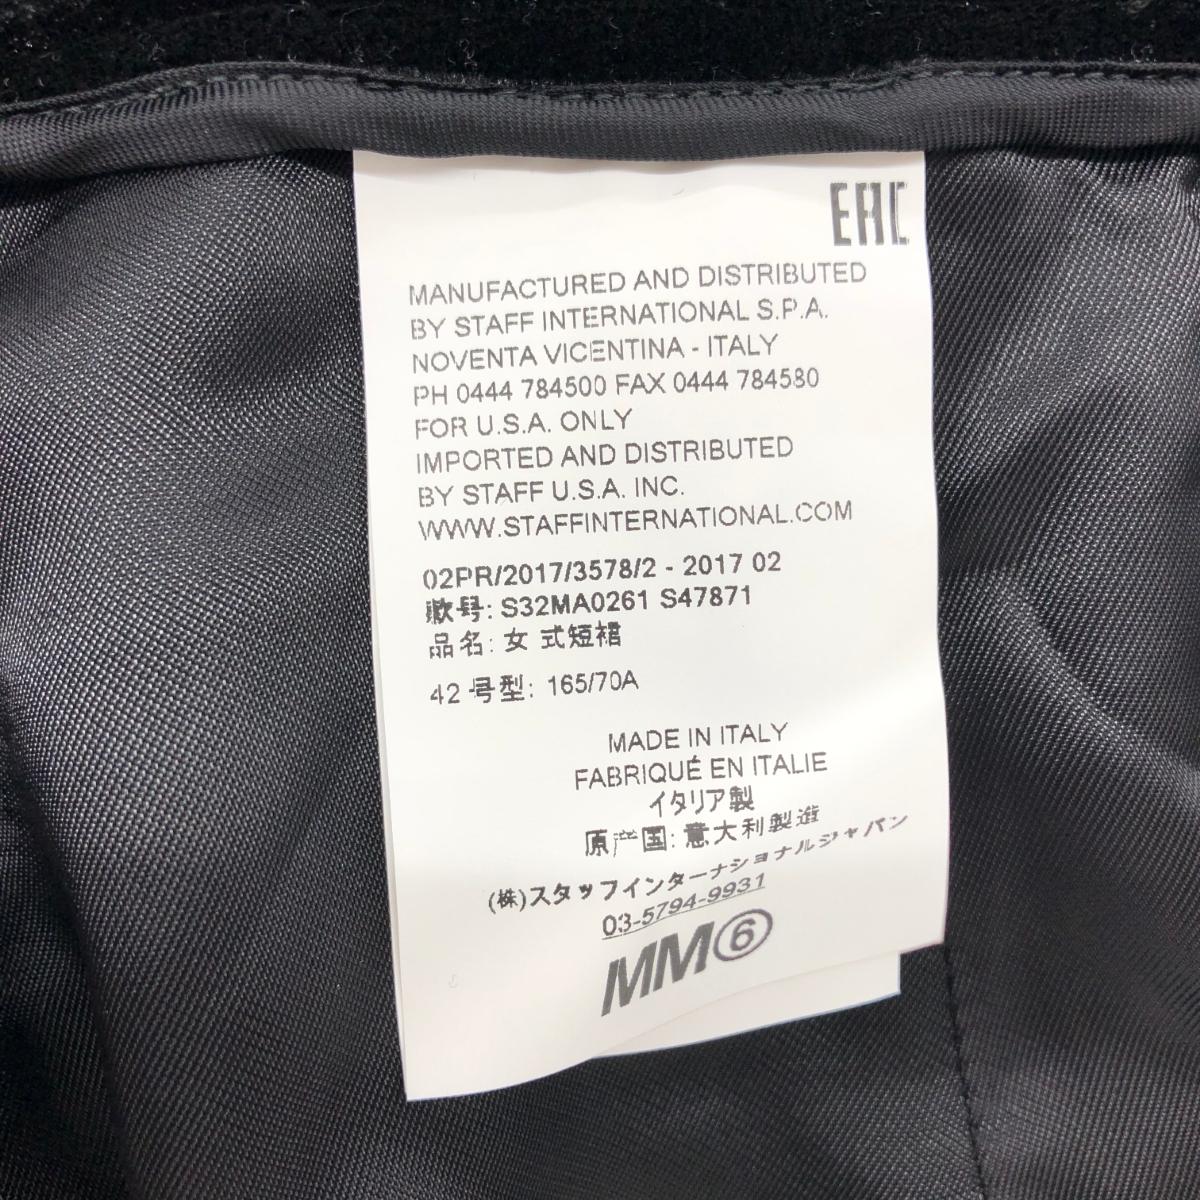 EAC
MANUFACTURED AND DISTRIBUTED
BY STAFF INTERNATIONAL S.P.A.
NOVENTA VICENTINA - ITALY
PH 0444 784500 FAX 0444 784580
FOR U.S.A. ONLY
IMPORTED AND DISTRIBUTED
BY STAFF U.S.A. INC.
WWW.STAFFINTERNATIONAL.COM
02PR/2017/3578/2 - 2017 02
款号: S32MA0261 S47871
品名: 女 式短裙
42 号型: 165/70A
MADE IN ITALY
FABRIQUÉ EN ITALIE
イタリア製
原产国: 意大利製造
(株)スタッフインターナショナルジャパン
03-5794-9931
MM⑥